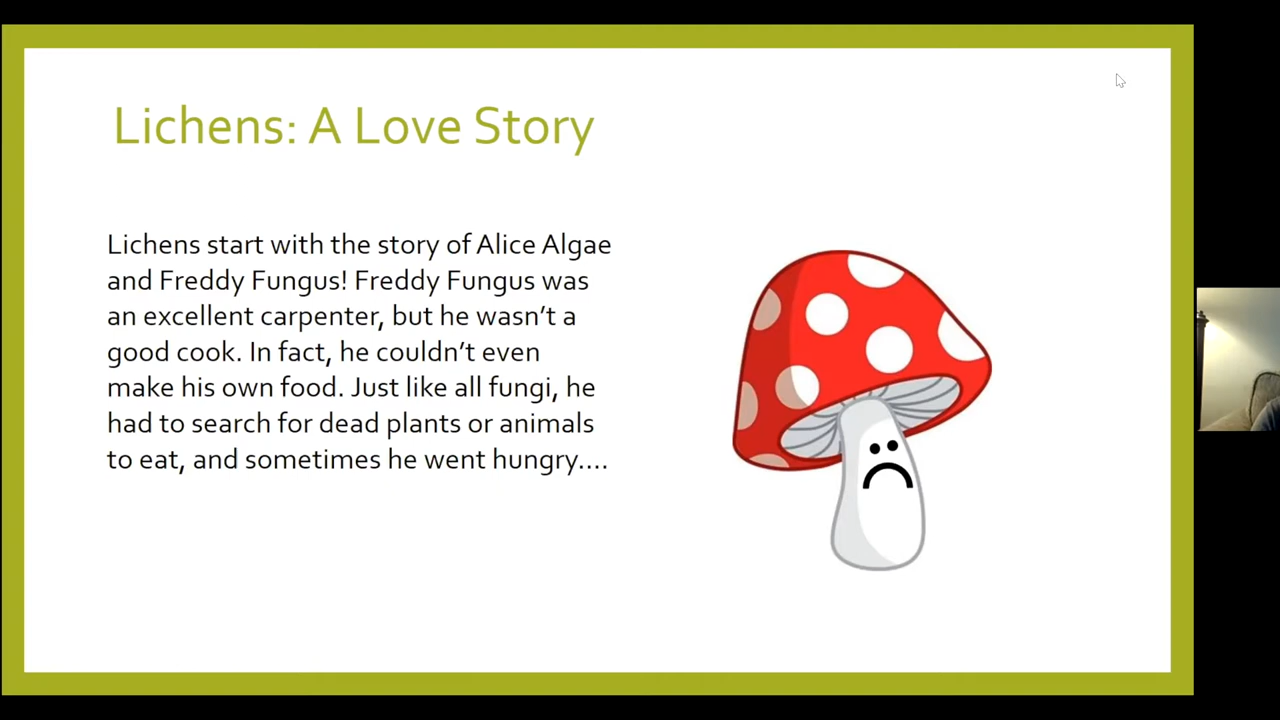 Lichens: A Love Story
Lichens start with the story of Alice Algae
and Freddy Fungus! Freddy Fungus was
an excellent carpenter, but he wasn’t a
good cook. In fact, he couldn’t even
make his own food. Just like all fungi, he
had to search for dead plants or animals
to eat, and sometimes he went hungry....